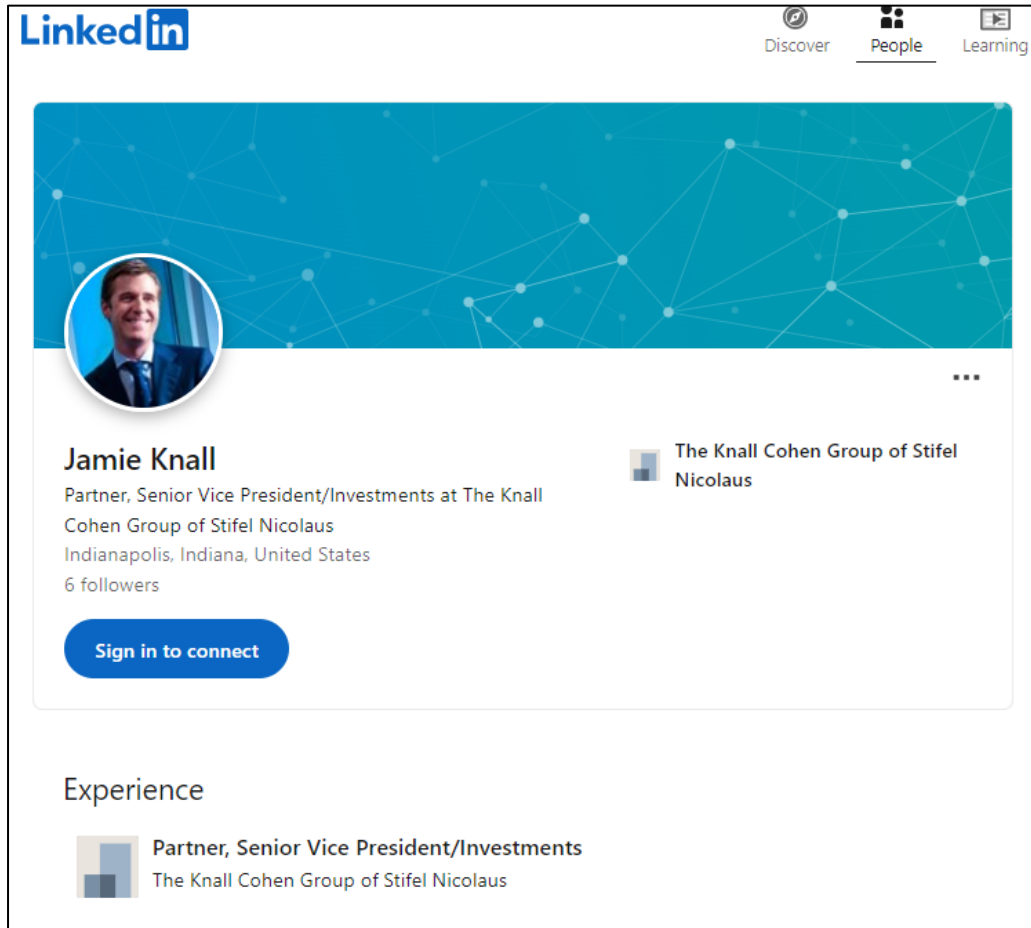 Linked in
Discover
People
Learning
Jamie Knall
Partner, Senior Vice President/Investments at The Knall
Cohen Group of Stifel Nicolaus
Indianapolis, Indiana, United States
6 followers
Sign in to connect
The Knall Cohen Group of Stifel
Nicolaus
Experience
Partner, Senior Vice President/Investments
The Knall Cohen Group of Stifel Nicolaus